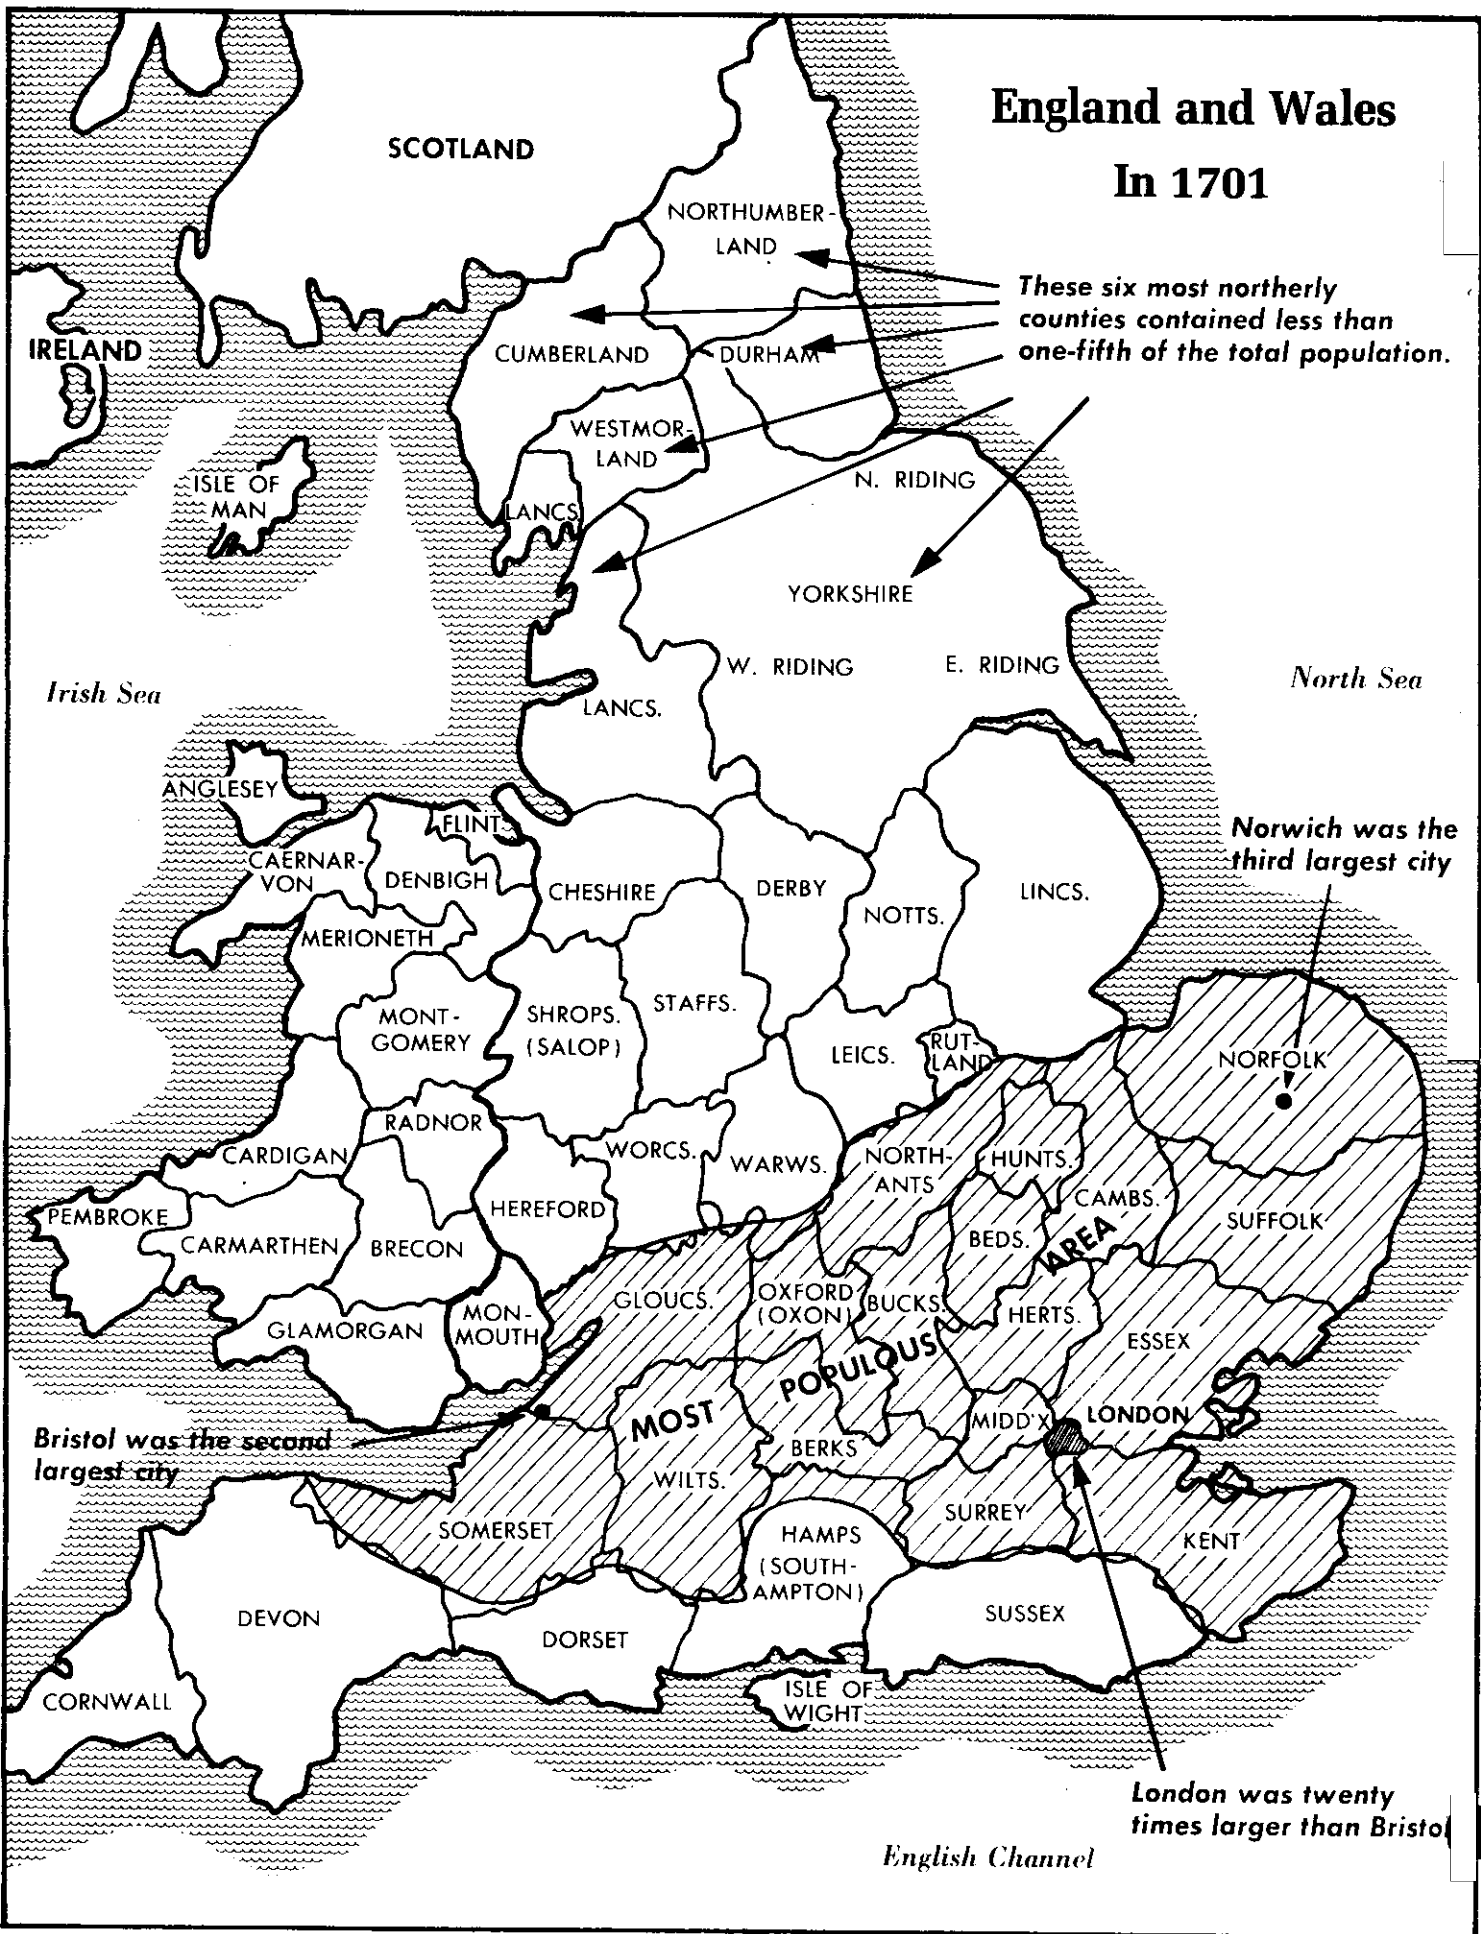 England and Wales
In 1701
SCOTLAND
NORTHUMBER-
LAND
These six most northerly
counties contained less than
one-fifth of the total population.
IRELAND
CUMBERLAND
DURHAM
WESTMOR-
LAND
ISLE OF
MAN
LANCS
N. RIDING
YORKSHIRE
W. RIDING
E. RIDING
Irish Sea
North Sea
LANCS.
ANGLESEY
FLINT
Norwich was the
third largest city
CAERNAR-
VON
DENBIGH
CHESHIRE
DERBY
NOTTS.
LINCS.
MERIONETH
MONT-
GOMERY
SHROPS.
(SALOP)
STAFFS.
LEICS.
RUT-
LAND
NORFOLK
RADNOR
CARDIGAN
WORCS.
WARWS.
NORTH-
ANTS
HUNTS.
CAMBS.
PEMBROKE
CARMARTHEN
BRECON
HEREFORD
BEDS.
SUFFOLK
GLAMORGAN
MON-
MOUTH
GLOUCS.
OXFORD
(OXON)
BUCKS.
HERTS.
ESSEX
MOST
POPULOUS
AREA
Bristol was the second
largest city
WILTS.
BERKS
MIDD'X
LONDON
SOMERSET
HAMPS
(SOUTH-
AMPTON)
SURREY
KENT
DEVON
DORSET
SUSSEX
CORNWALL
ISLE OF
WIGHT
London was twenty
times larger than Bristol
English Channel